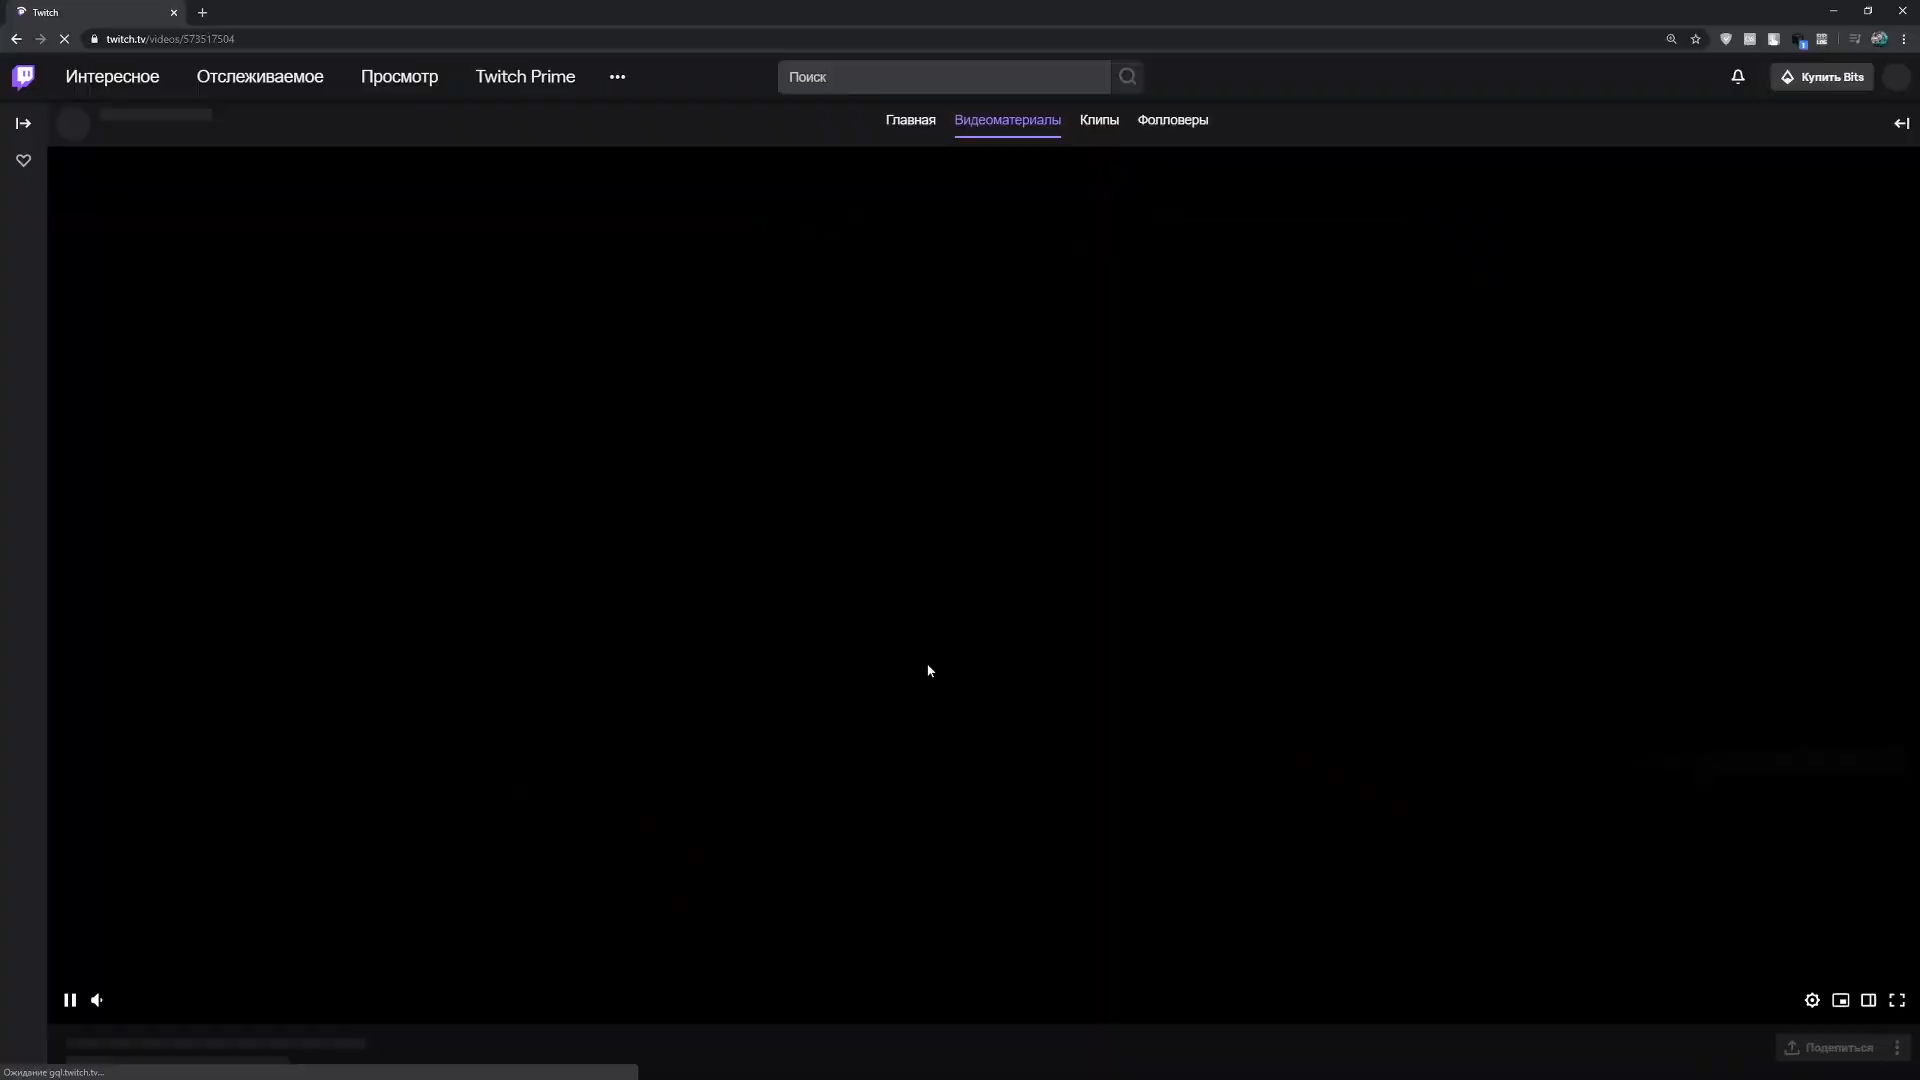 Twitch
twitch.tv/videos/573517504
Интересное
Отслеживаемое
Просмотр
Twitch Prime
Поиск
Купить Bits
Главная
Видеоматериалы
Клипы
Фолловеры
Поделиться
Ожидание gql.twitch.tv...